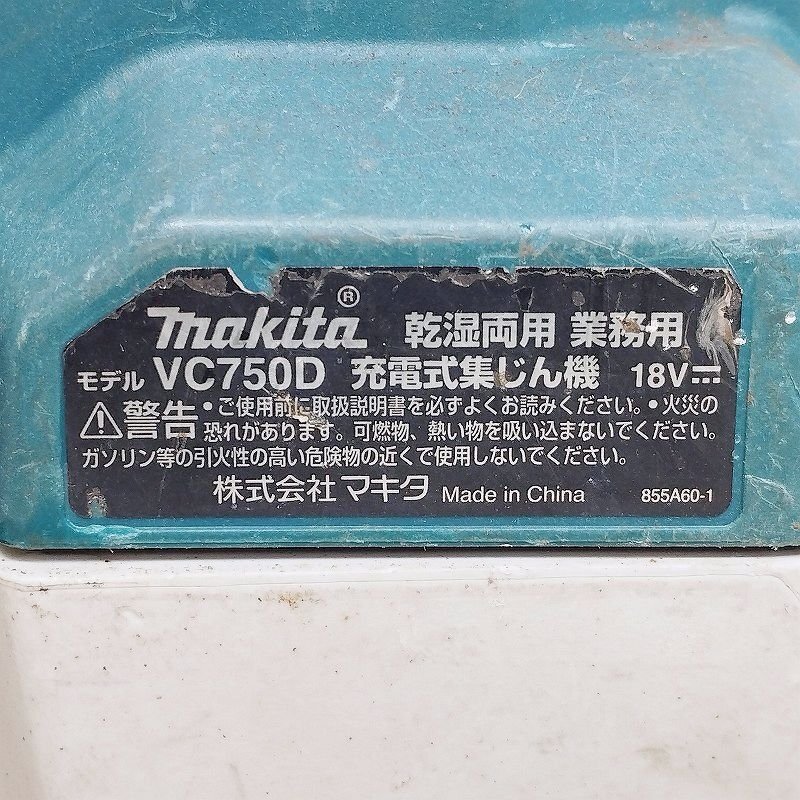 makita® 乾湿両用 業務用
モデル VC750D 充電式集じん機 18V⎓
⚠警告 •ご使用前に取扱説明書を必ずよくお読みください。•火災の
恐れがあります。可燃物、熱い物を吸い込まないでください。
ガソリン等の引火性の高い危険物の近くで使用しないでください。
株式会社マキタ Made in China 855A60-1